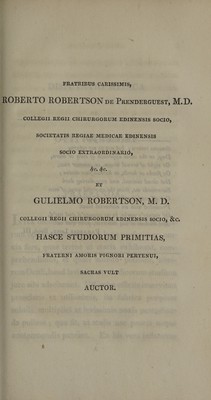 FRATRIBUS CARISSIMIS,
ROBERTO ROBERTSON DE PRENDERGUEST, M.D.
COLLEGII REGII CHIRURGORUM EDINENSIS SOCIO,
SOCIETATIS REGIAE MEDICAE EDINENSIS
SOCIO EXTRAORDINARIO,
&c. &c.
ET
GULIELMO ROBERTSON, M. D.
COLLEGII REGII CHIRURGORUM EDINENSIS SOCIO, &C.
HASCE STUDIORUM PRIMITIAS,
FRATERNI AMORIS PIGNORI PERTENUI,
SACRAS VULT
AUCTOR.